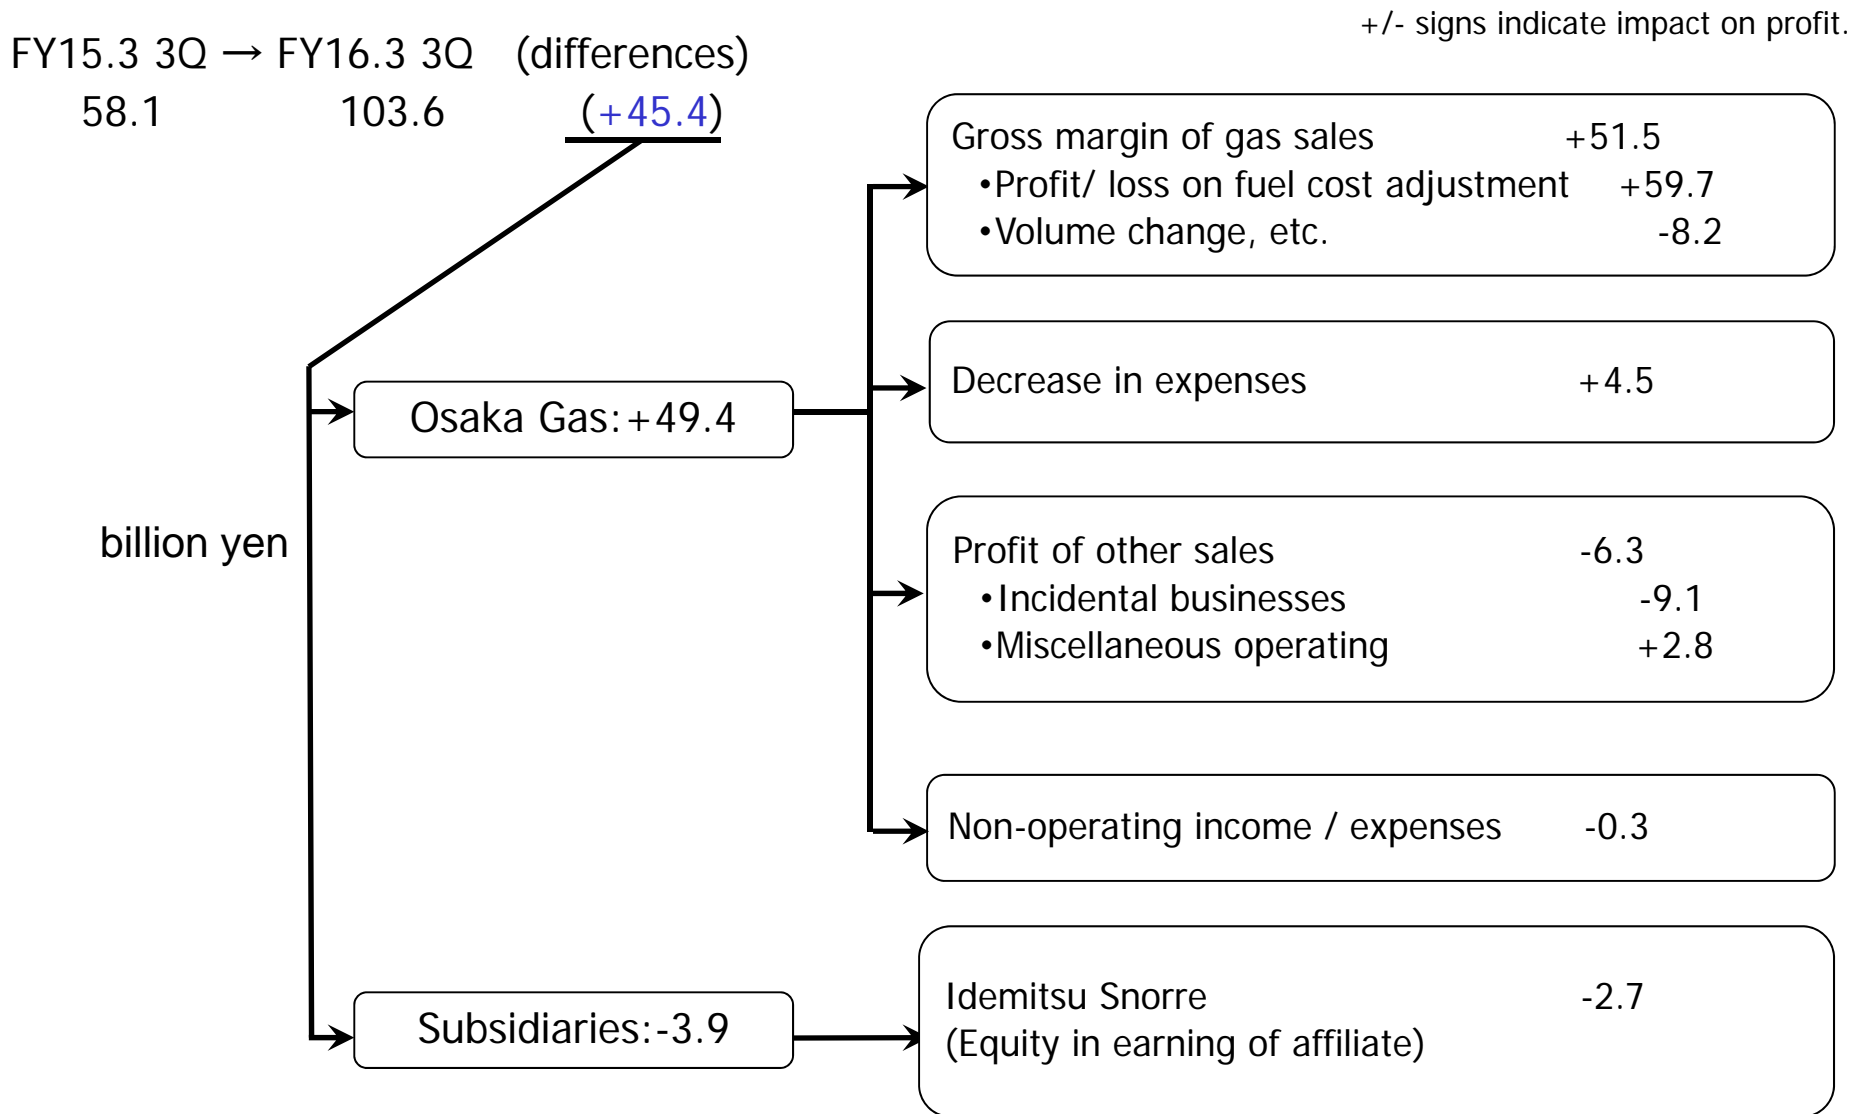 +/- signs indicate impact on profit.
FY15.3 3Q → FY16.3 3Q (differences)
58.1 103.6 (+45.4)
Gross margin of gas sales +51.5
•Profit/ loss on fuel cost adjustment +59.7
•Volume change, etc. -8.2
Decrease in expenses +4.5
Osaka Gas:+49.4
billion yen
Profit of other sales -6.3
•Incidental businesses -9.1
•Miscellaneous operating +2.8
Non-operating income / expenses -0.3
Subsidiaries:-3.9
Idemitsu Snorre -2.7
(Equity in earning of affiliate)